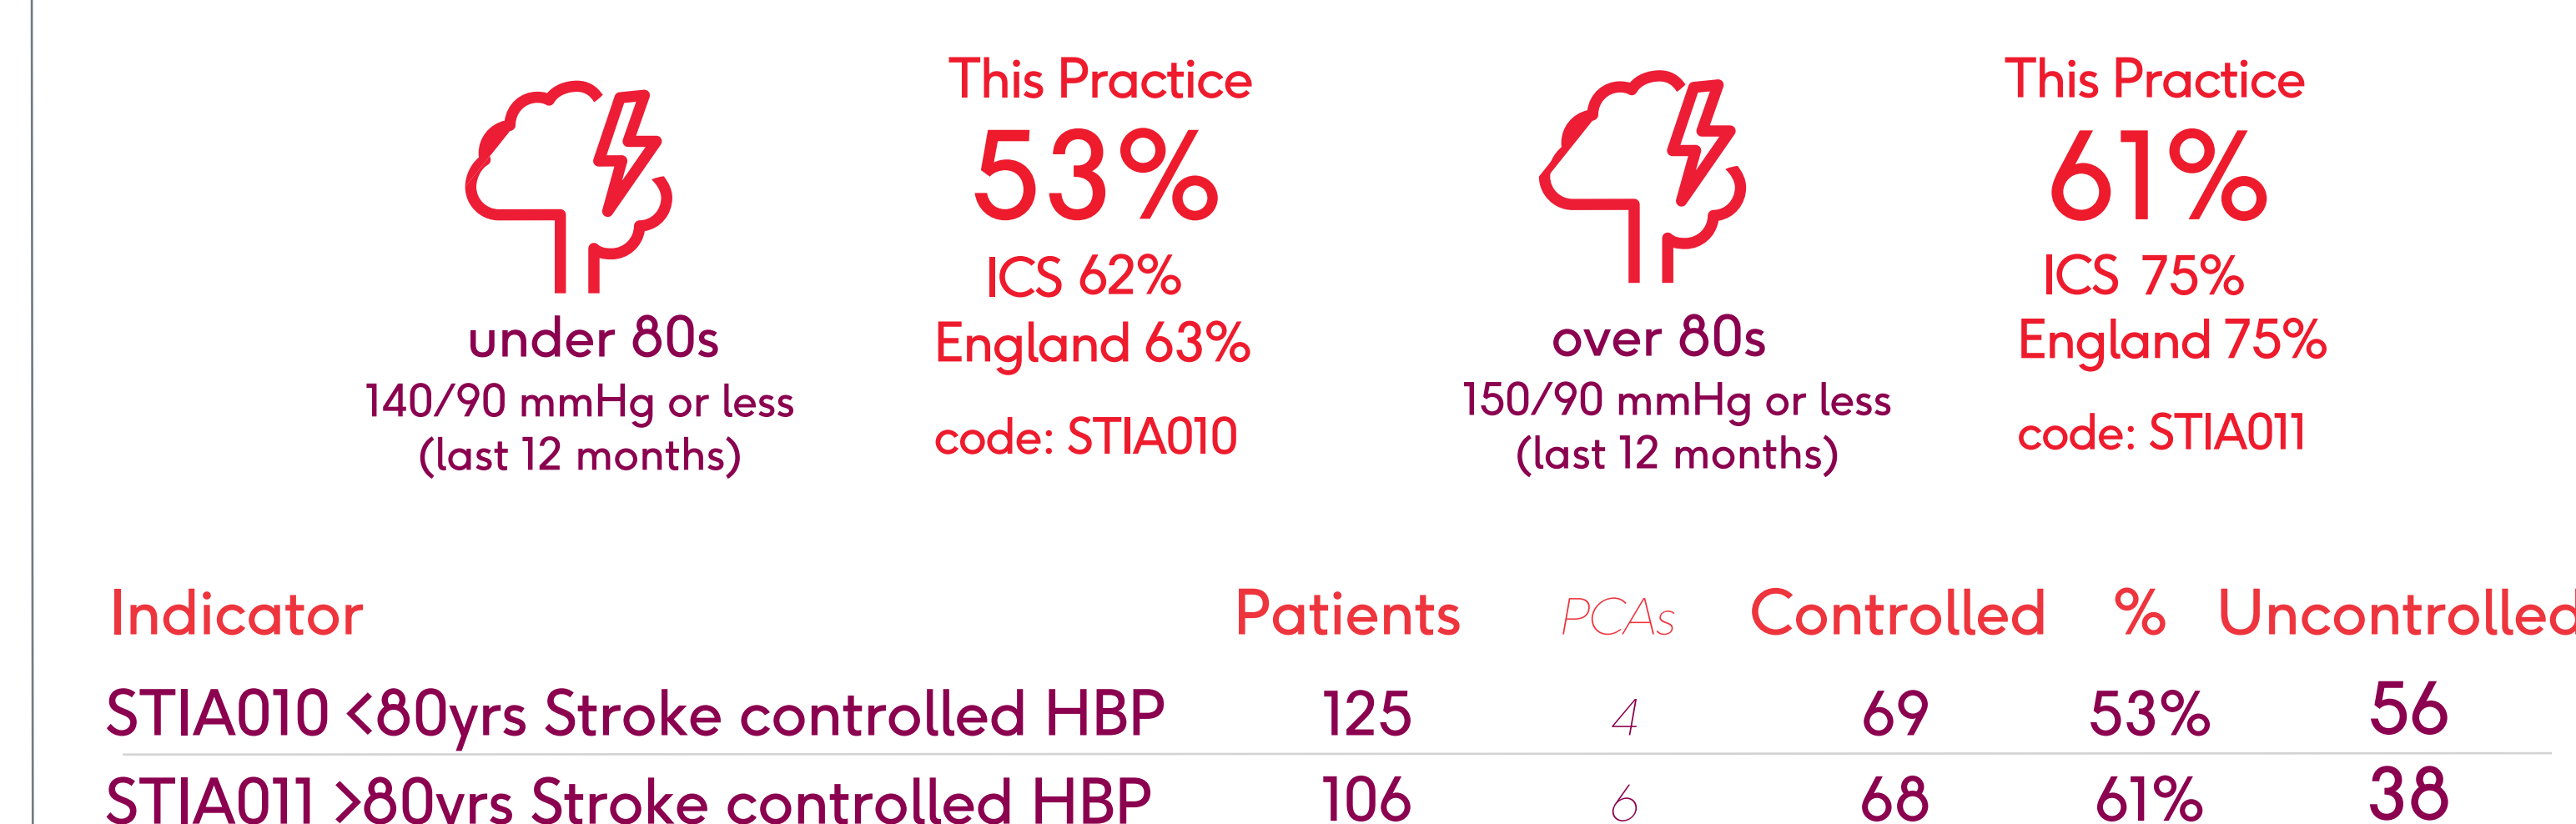 This Practice
53%
ICS 62%
England 63%
code: STIA010
under 80s
140/90 mmHg or less
(last 12 months)
This Practice
61%
ICS 75%
England 75%
code: STIA011
over 80s
150/90 mmHg or less
(last 12 months)
Indicator Patients PCAs Controlled % Uncontrolled
STIA010 <80yrs Stroke controlled HBP 125 4 69 53% 56
STIA011 >80yrs Stroke controlled HBP 106 6 68 61% 38